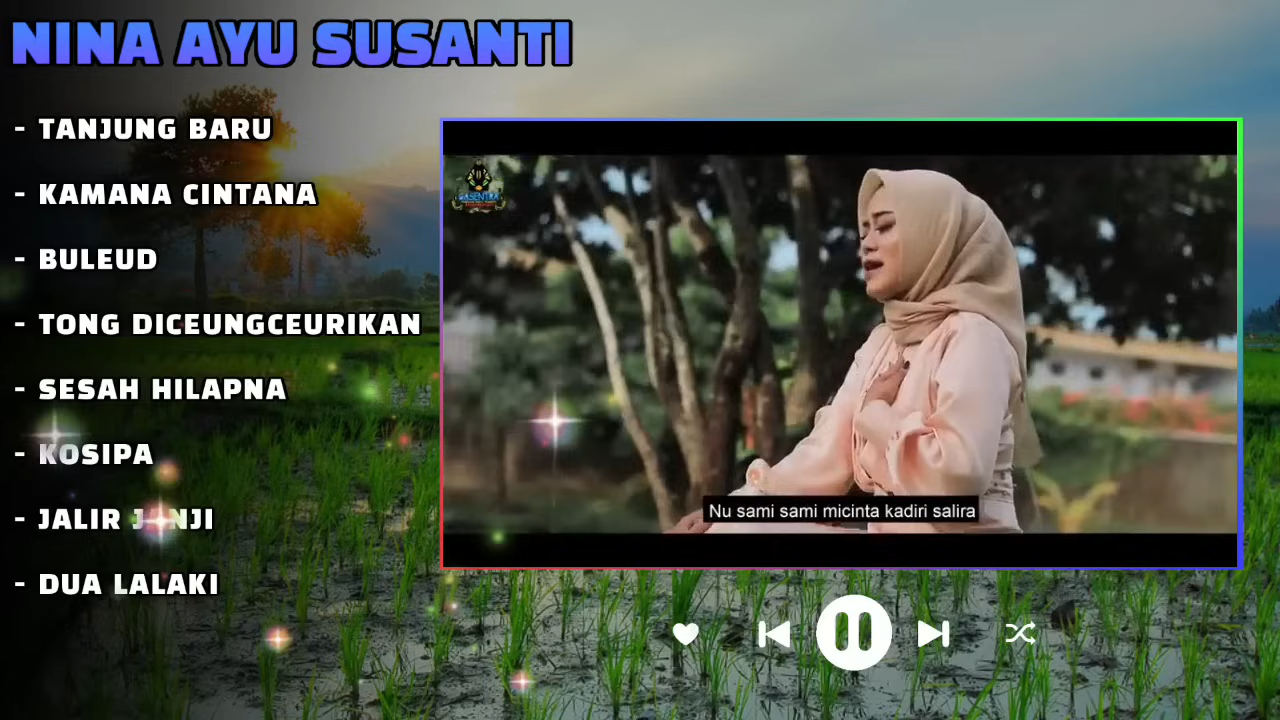 NINA AYU SUSANTI
- TANJUNG BARU
- KAMANA CINTANA
- BULEUD
- TONG DICEUNGCEURIKAN
- SESAH HILAPNA
- KOSIPA
- JALIR JANJI
- DUA LALAKI
Nu sami sami micinta kadiri salira